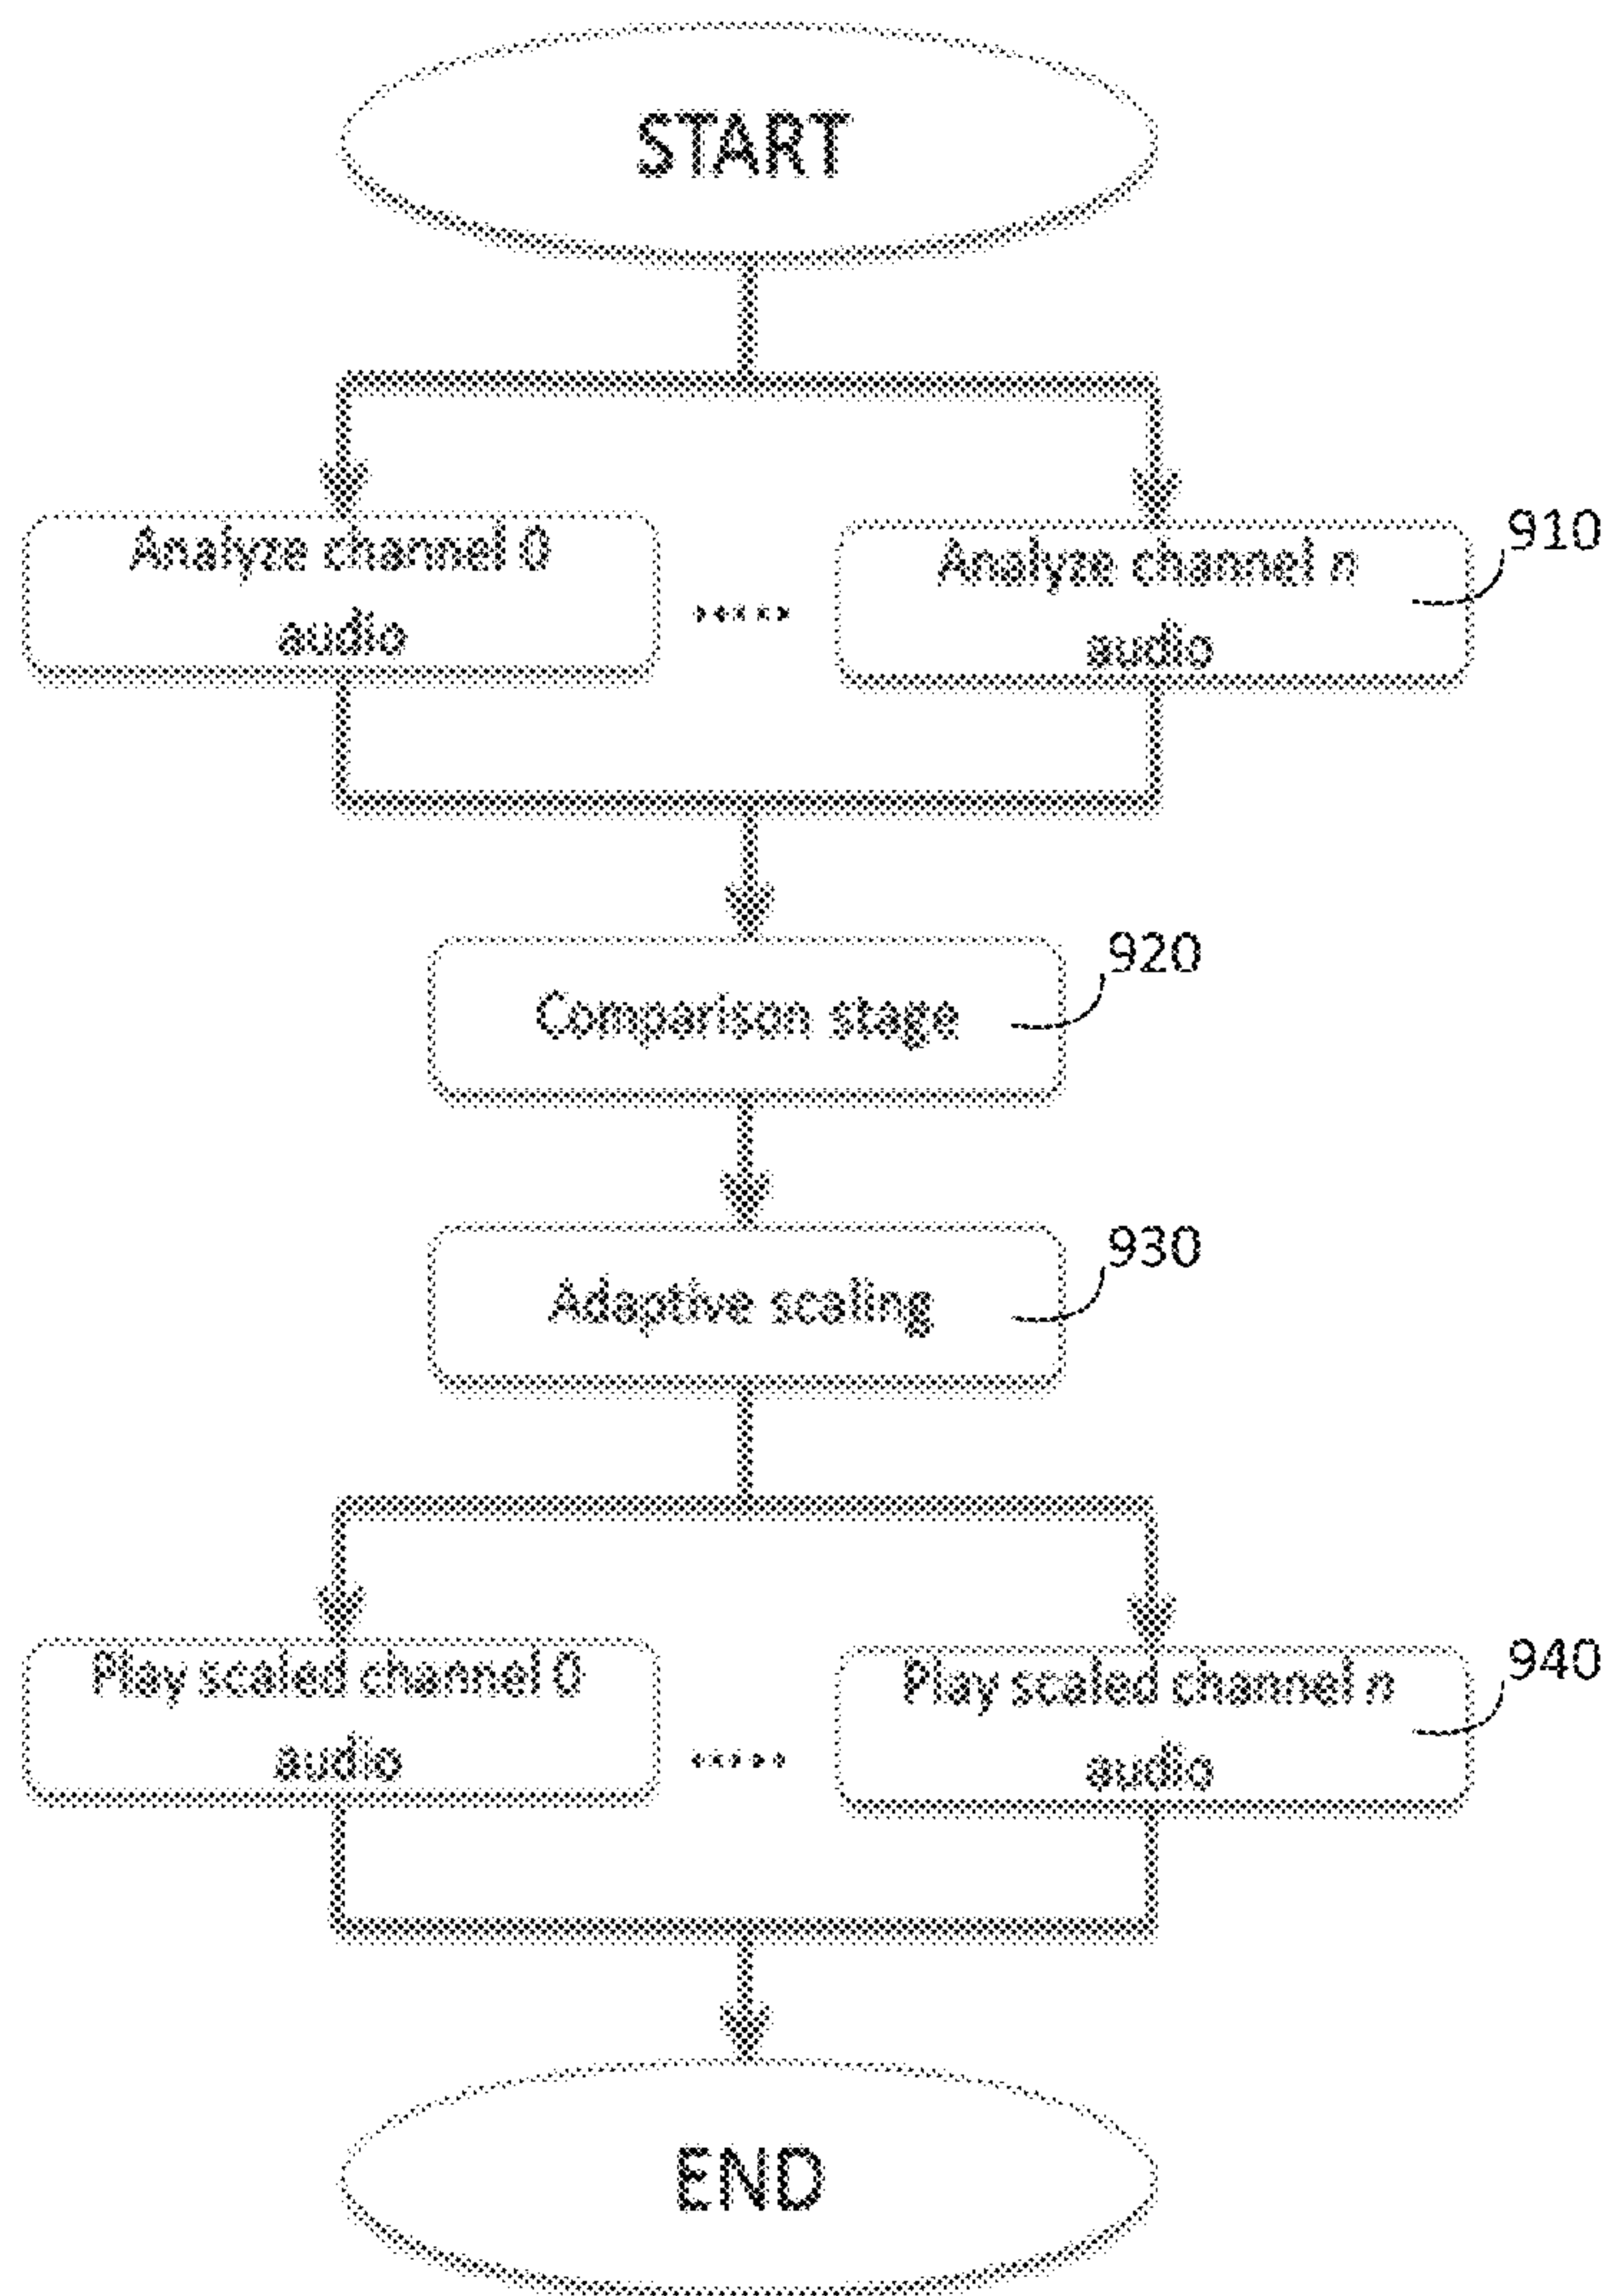 START
Analyze channel 0
audio
.....
Analyze channel n
audio
910
Comparison stage
920
Adaptive scaling
930
Play scaled channel 0
audio
.....
Play scaled channel n
audio
940
END